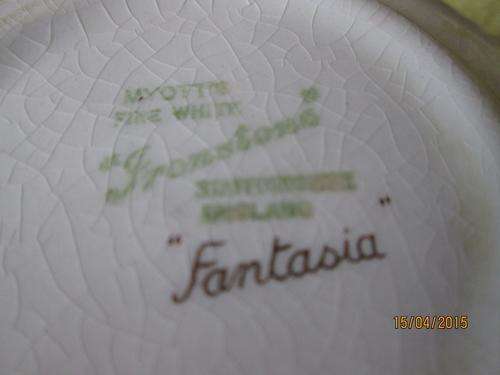 MYOTT'S
FINE WHITE
"Ironstone"
STAFFORDSHIRE
ENGLAND
"Fantasia"
15/04/2015